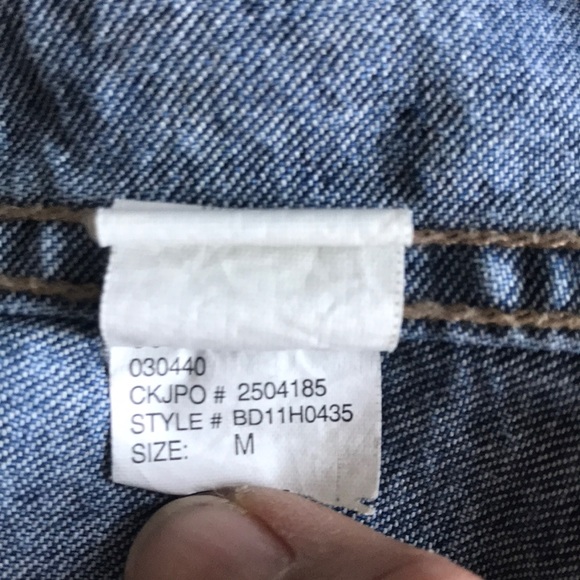 030440
CKJPO # 2504185
STYLE # BD11H0435
SIZE: M